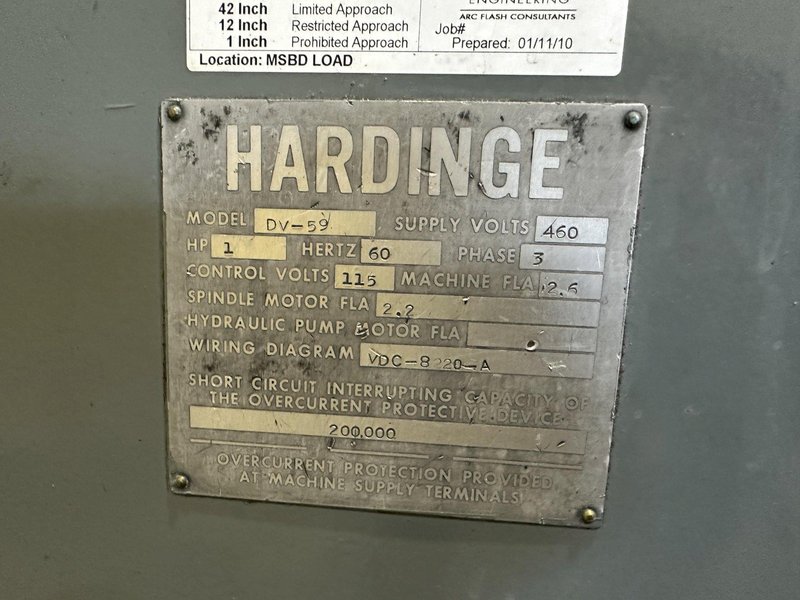 42 Inch Limited Approach
12 Inch Restricted Approach
1 Inch Prohibited Approach
Location: MSBD LOAD
ENGINEERING
ARC FLASH CONSULTANTS
Job#
Prepared: 01/11/10
HARDINGE
MODEL DV-59 SUPPLY VOLTS 460
HP 1 HERTZ 60 PHASE 3
CONTROL VOLTS 115 MACHINE FLA 2.6
SPINDLE MOTOR FLA 2.2
HYDRAULIC PUMP MOTOR FLA
WIRING DIAGRAM
SHORT CIRCUIT INTERRUPTING CAPACITY OF
THE OVERCURRENT PROTECTIVE DEVICE
200,000
OVERCURRENT PROTECTION PROVIDED
AT MACHINE SUPPLY TERMINALS